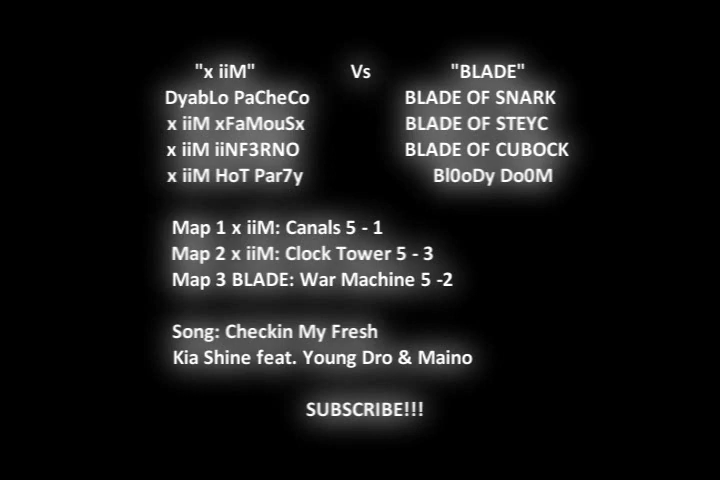 "x iiM" Vs "BLADE"
DyabLo PaCheCo BLADE OF SNARK
x iiM xFaMouSx BLADE OF STEYC
x iiM iiNF3RNO BLADE OF CUBOCK
x iiM HoT Par7y Bl0oDy Do0M
Map 1 x iiM: Canals 5 - 1
Map 2 x iiM: Clock Tower 5 - 3
Map 3 BLADE: War Machine 5 -2
Song: Checkin My Fresh
Kia Shine feat. Young Dro & Maino
SUBSCRIBE!!!